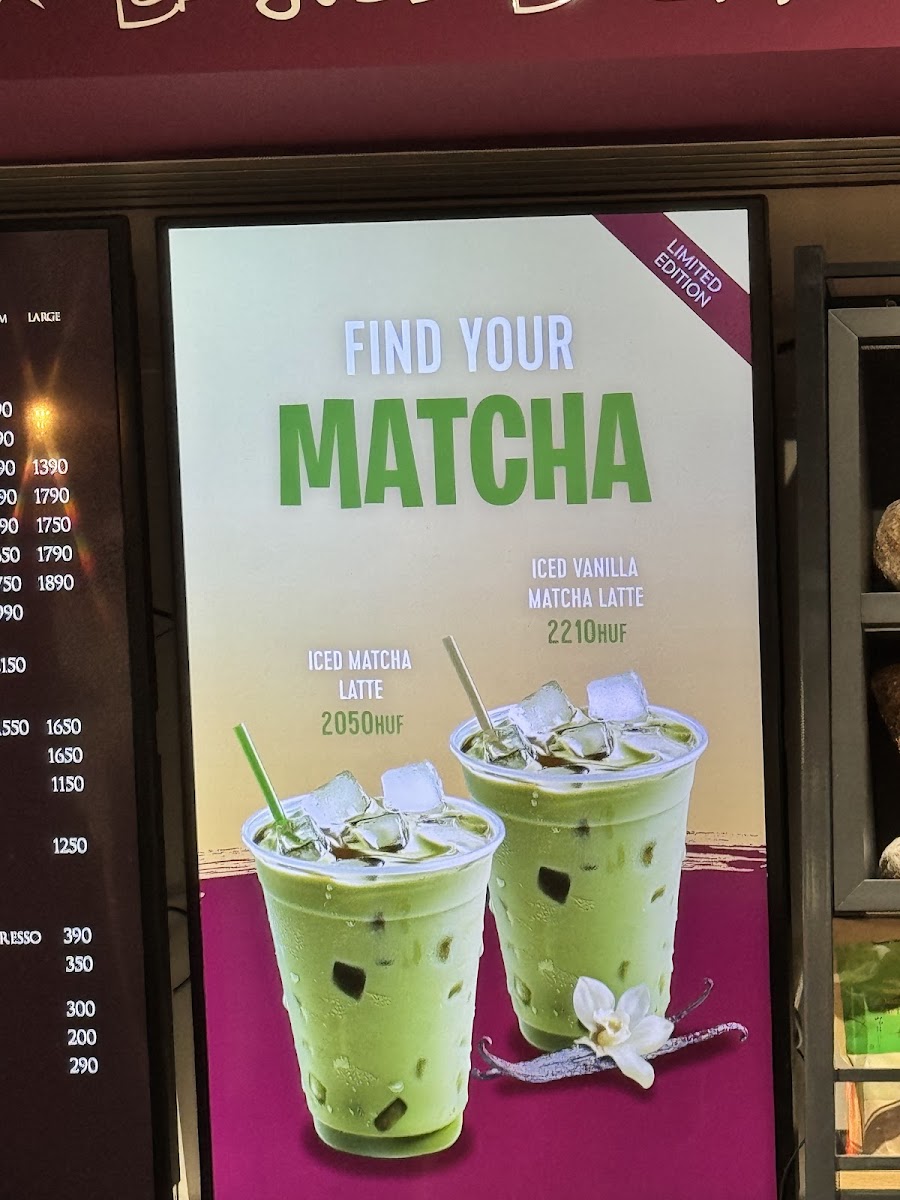 LARGE
1390
1790
1750
1790
1890
1650
1650
1150
1250
390
350
300
200
290
LIMITED
EDITION
FIND YOUR
MATCHA
ICED VANILLA
MATCHA LATTE
2210HUF
ICED MATCHA
LATTE
2050HUF